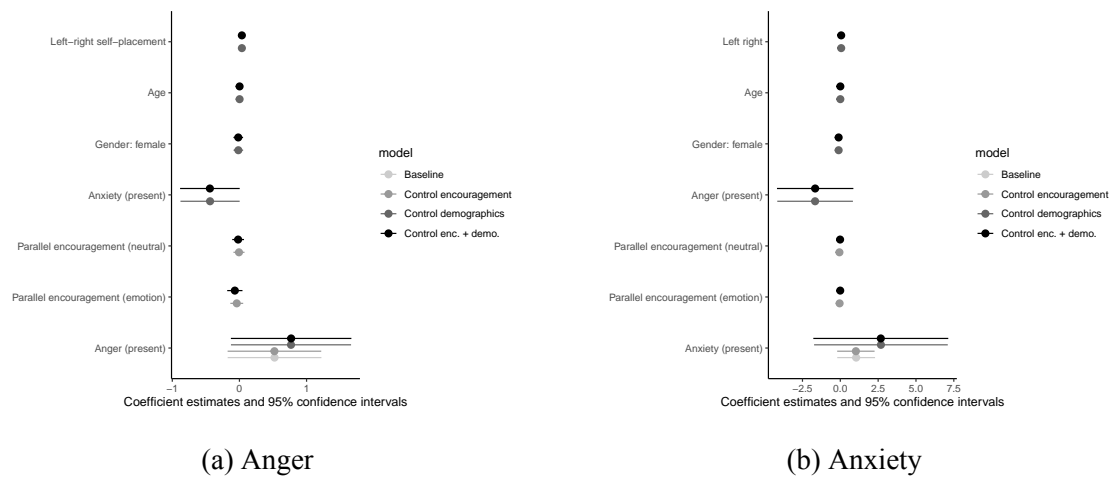 Left−right self−placement
Age
Gender: female
Anxiety (present)
Parallel encouragement (neutral)
Parallel encouragement (emotion)
Anger (present)
−1
0
1
Coefficient estimates and 95% confidence intervals
model
Baseline
Control encouragement
Control demographics
Control enc. + demo.
(a) Anger
Left right
Age
Gender: female
Anger (present)
Parallel encouragement (neutral)
Parallel encouragement (emotion)
Anxiety (present)
−2.5
0.0
2.5
5.0
7.5
Coefficient estimates and 95% confidence intervals
model
Baseline
Control encouragement
Control demographics
Control enc. + demo.
(b) Anxiety